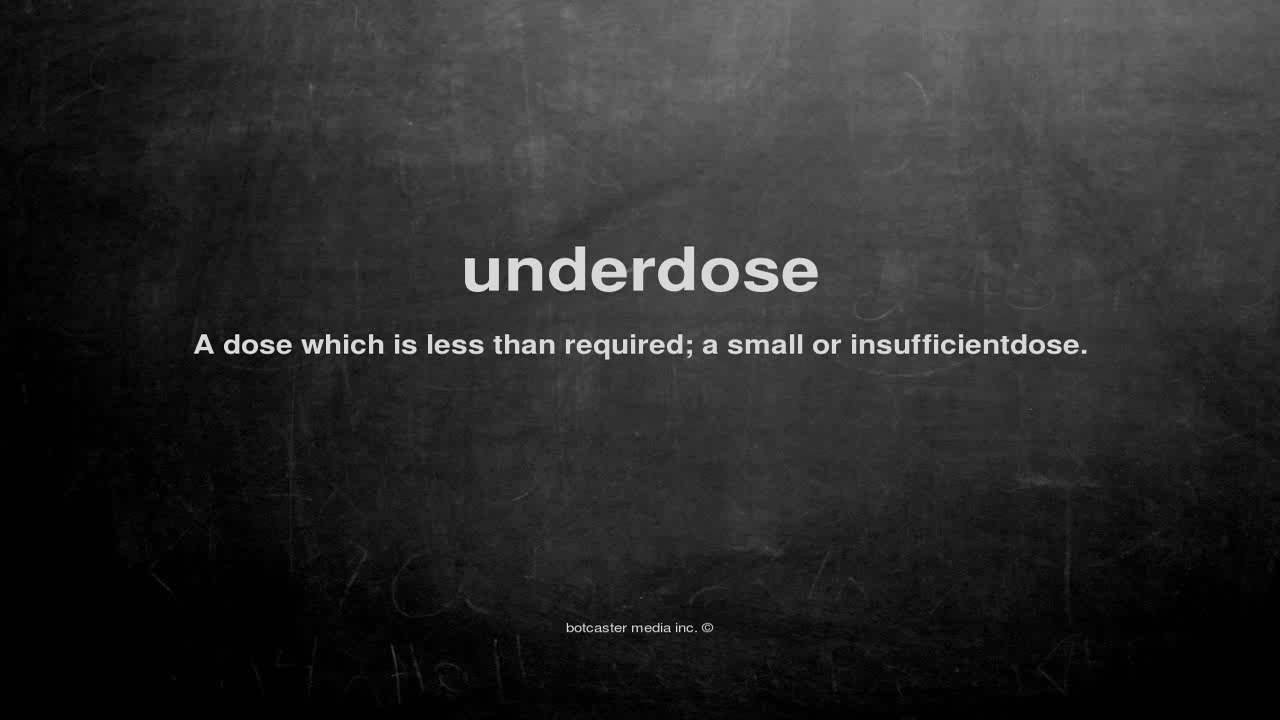 underdose
A dose which is less than required; a small or insufficientdose.
botcaster media inc. ©